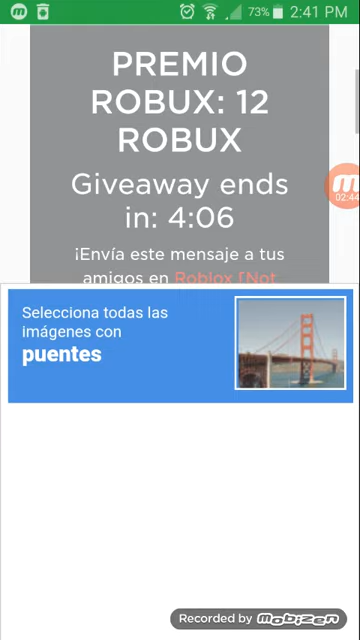 73% 2:41 PM
PREMIO
ROBUX: 12
ROBUX
Giveaway ends
in: 4:06
02:44
¡Envía este mensaje a tus
amigos en Roblox [Not
Selecciona todas las
imágenes con
puentes
Recorded by mobizen